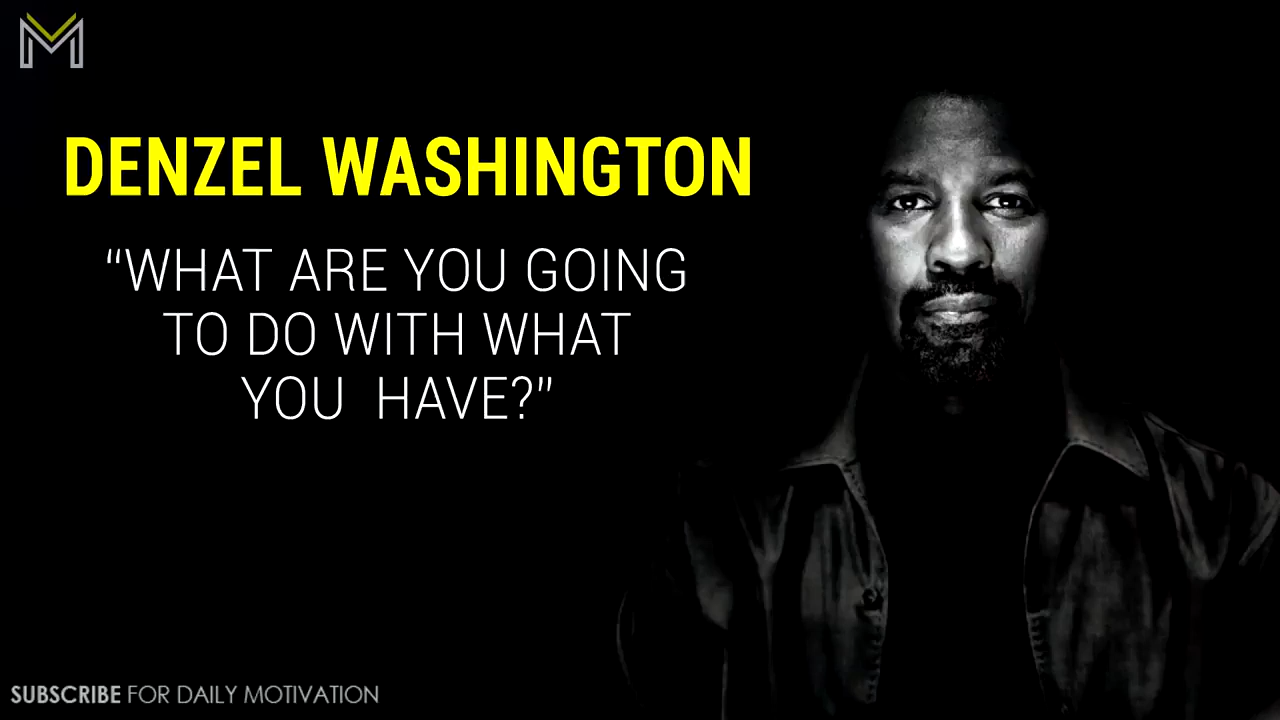 DENZEL WASHINGTON
“WHAT ARE YOU GOING
TO DO WITH WHAT
YOU HAVE?”
SUBSCRIBE FOR DAILY MOTIVATION